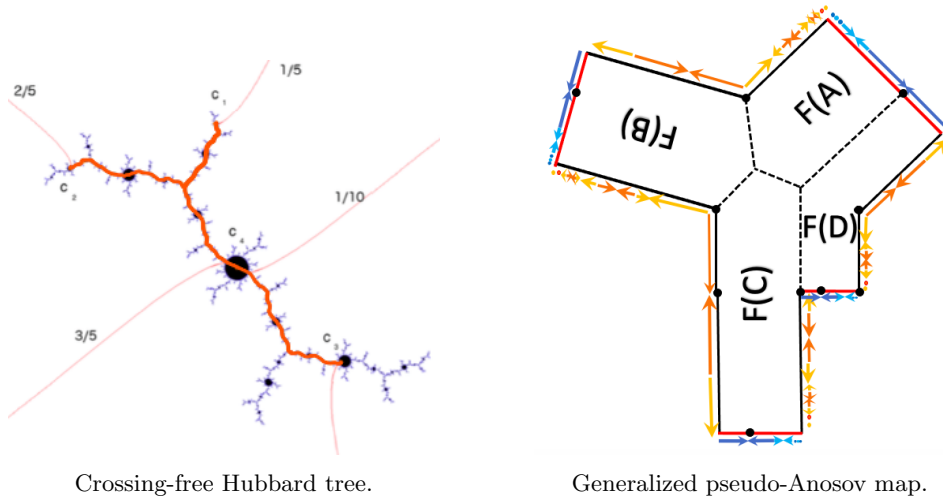 1/5
C1
2/5
C2
1/10
C4
3/5
C3
F(A)
F(B)
F(D)
F(C)
Crossing-free Hubbard tree.
Generalized pseudo-Anosov map.